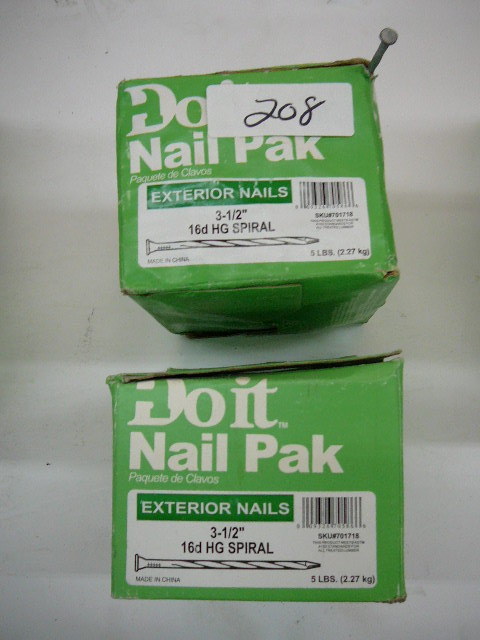 Do it
208
Nail Pak
Paquete de Clavos
EXTERIOR NAILS
3-1/2"
16d HG SPIRAL
SKU#701718
MADE IN CHINA
5 LBS. (2.27 kg)
Do it TM
Nail Pak
Paquete de Clavos
EXTERIOR NAILS
3-1/2"
16d HG SPIRAL
SKU#701718
MADE IN CHINA
5 LBS. (2.27 kg)